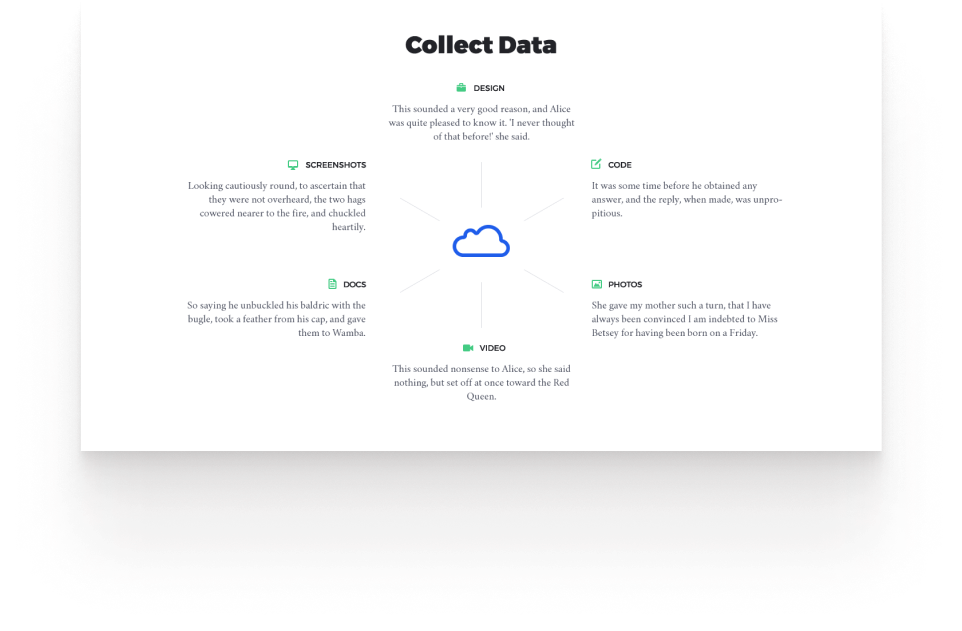 Collect Data
DESIGN
This sounded a very good reason, and Alice
was quite pleased to know it. 'I never thought
of that before!' she said.
SCREENSHOTS
Looking cautiously round, to ascertain that
they were not overheard, the two hags
cowered nearer to the fire, and chuckled
heartily.
CODE
It was some time before he obtained any
answer, and the reply, when made, was unpro-
pitious.
DOCS
So saying he unbuckled his baldric with the
bugle, took a feather from his cap, and gave
them to Wamba.
PHOTOS
She gave my mother such a turn, that I have
always been convinced I am indebted to Miss
Betsey for having been born on a Friday.
VIDEO
This sounded nonsense to Alice, so she said
nothing, but set off at once toward the Red
Queen.